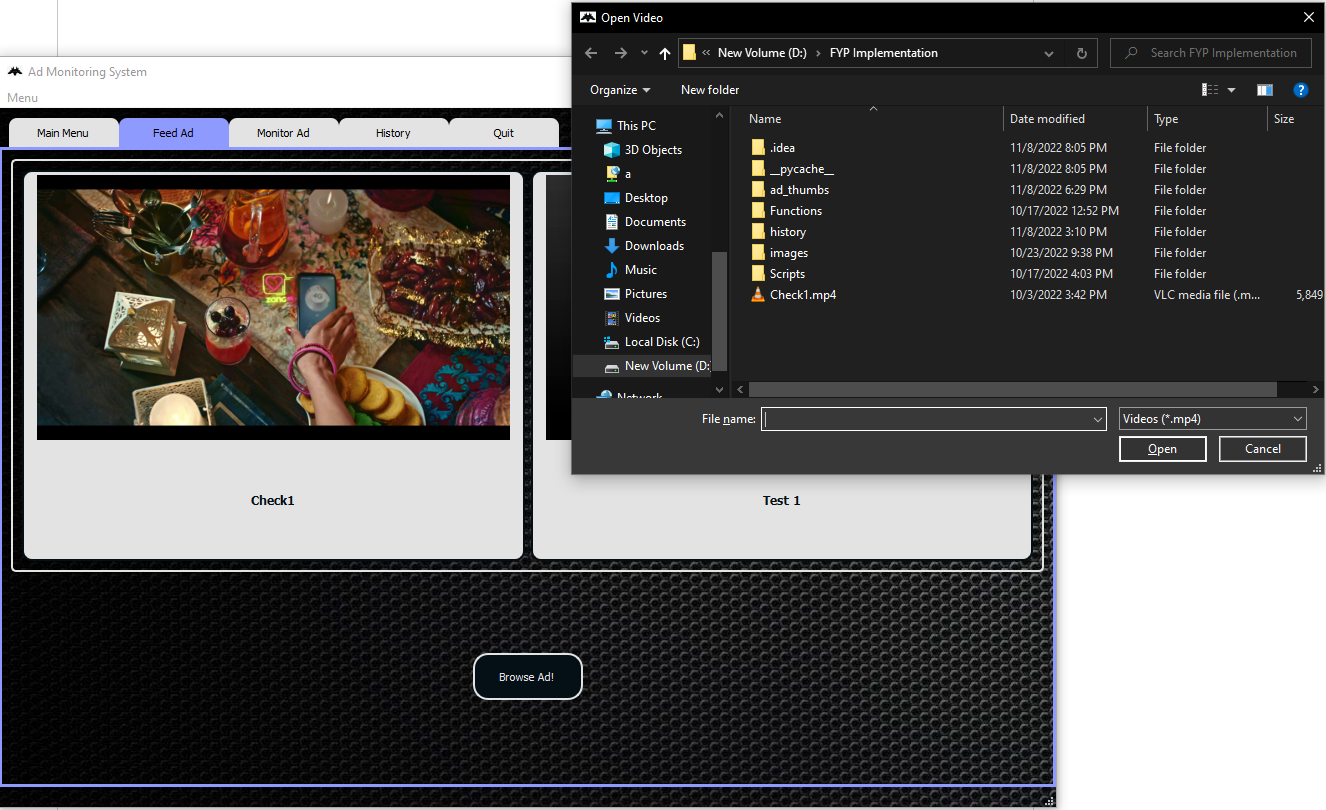 Open Video
New Volume (D:)
FYP Implementation
Search FYP Implementation
Organize
New folder
?
This PC
3D Objects
a
Desktop
Documents
Downloads
Music
Pictures
Videos
Local Disk (C:)
New Volume (D:
Network
Name Date modified Type Size
.idea 11/8/2022 8:05 PM File folder
__pycache__ 11/8/2022 8:05 PM File folder
ad_thumbs 11/8/2022 6:29 PM File folder
Functions 10/17/2022 12:52 PM File folder
history 11/8/2022 3:10 PM File folder
images 10/23/2022 9:38 PM File folder
Scripts 10/17/2022 4:03 PM File folder
Check1.mp4 10/3/2022 3:42 PM VLC media file (.m... 5,849
File name:
Videos (*.mp4)
Open
Cancel
Ad Monitoring System
Menu
Main Menu
Feed Ad
Monitor Ad
History
Quit
zong
Check1
Test 1
Browse Ad!